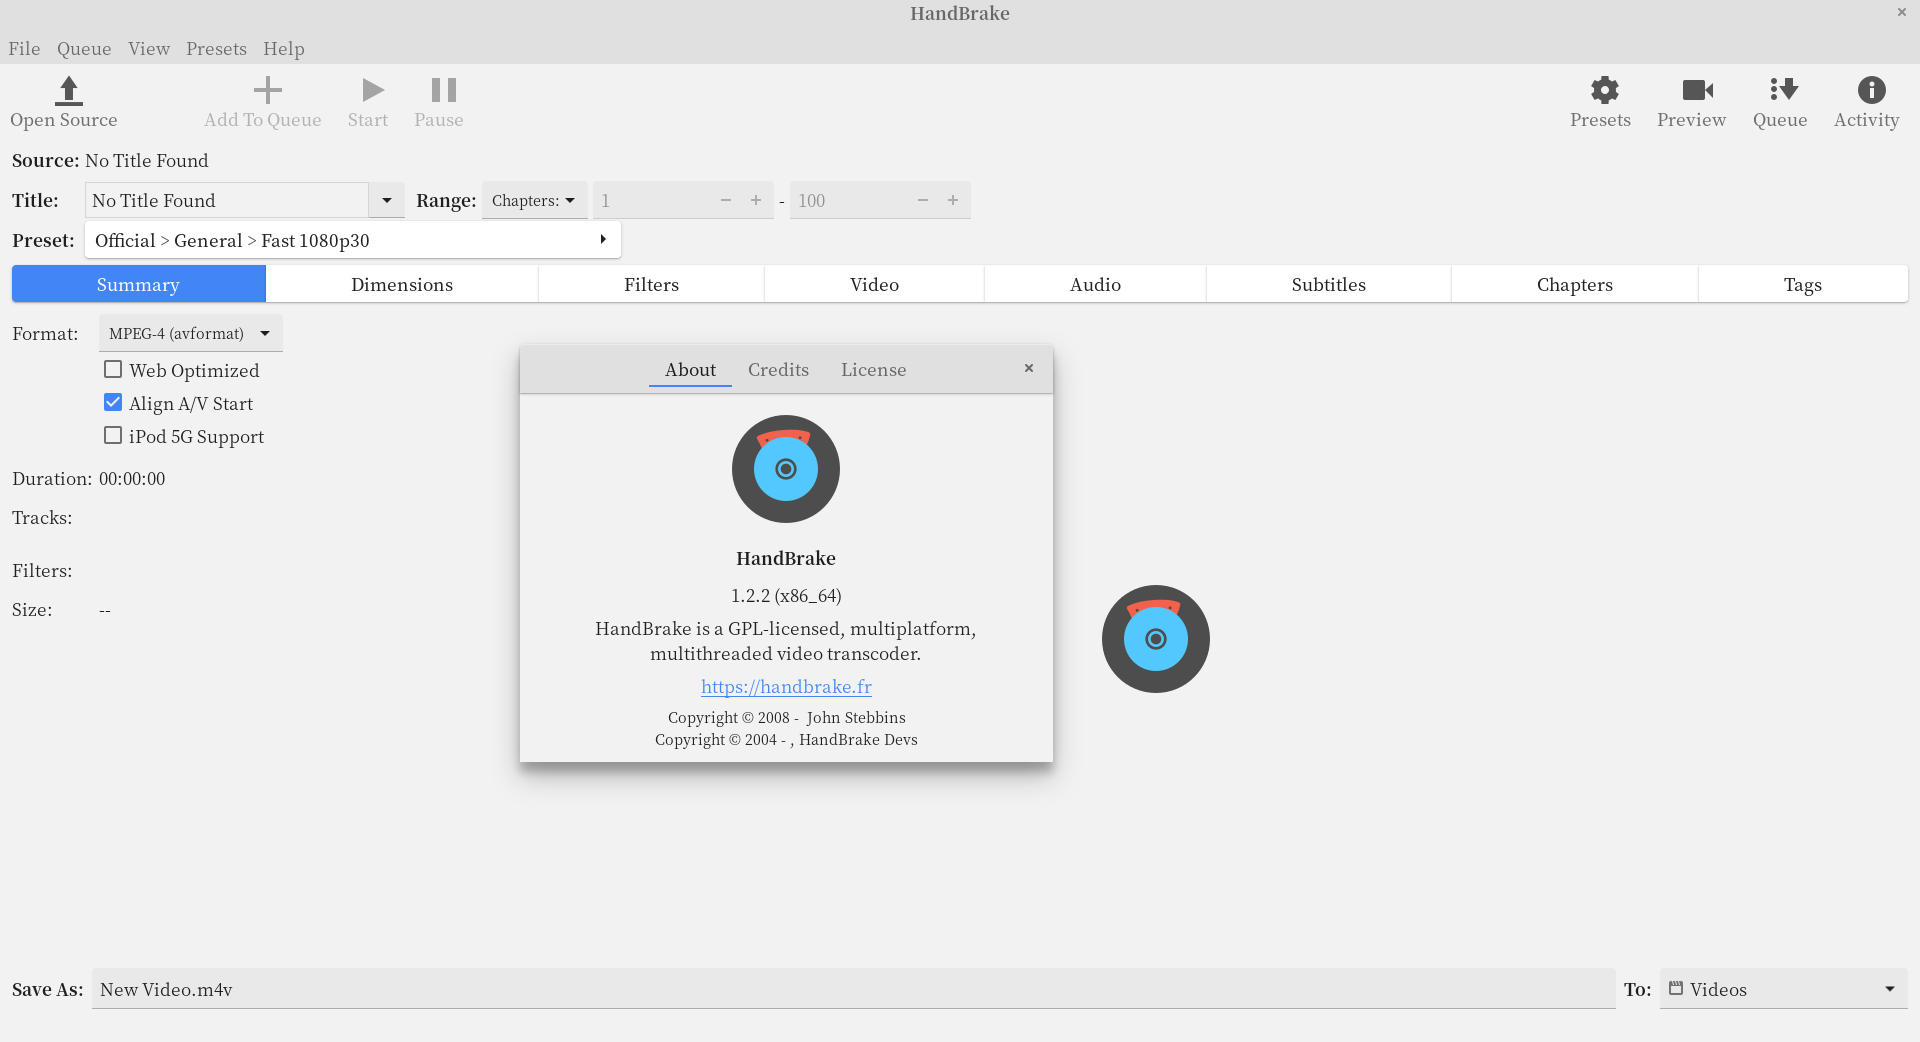 HandBrake
File Queue View Presets Help
Open Source Add To Queue Start Pause Presets Preview Queue Activity
Source: No Title Found
Title: No Title Found Range: Chapters: 1 - 100
Preset: Official > General > Fast 1080p30
Summary Dimensions Filters Video Audio Subtitles Chapters Tags
Format: MPEG-4 (avformat)
Web Optimized
Align A/V Start
iPod 5G Support
Duration: 00:00:00
Tracks:
Filters:
Size: --
About Credits License
HandBrake
1.2.2 (x86_64)
HandBrake is a GPL-licensed, multiplatform,
multithreaded video transcoder.
https://handbrake.fr
Copyright © 2008 - John Stebbins
Copyright © 2004 - , HandBrake Devs
Save As: New Video.m4v To: Videos